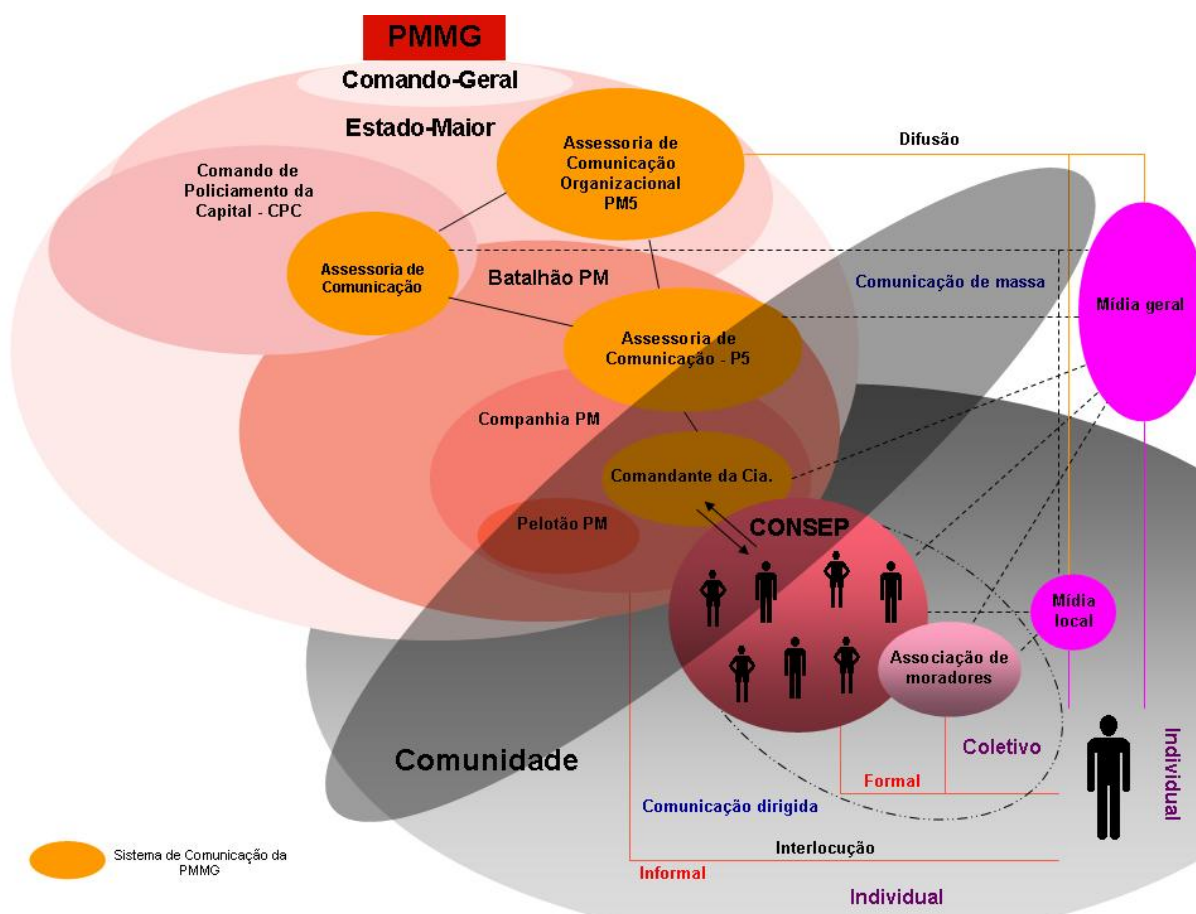 PMMG
Comando-Geral
Estado-Maior
Assessoria de
Comunicação
Organizacional
PM5
Difusão
Comando de
Policiamento da
Capital - CPC
Assessoria de
Comunicação
Batalhão PM
Comunicação de massa
Mídia geral
Assessoria de
Comunicação - P5
Companhia PM
Comandante da Cia.
Pelotão PM
CONSEP
Mídia
local
Associação de
moradores
Coletivo
Individual
Comunidade
Formal
Comunicação dirigida
Interlocução
Informal
Individual
Sistema de Comunicação da
PMMG